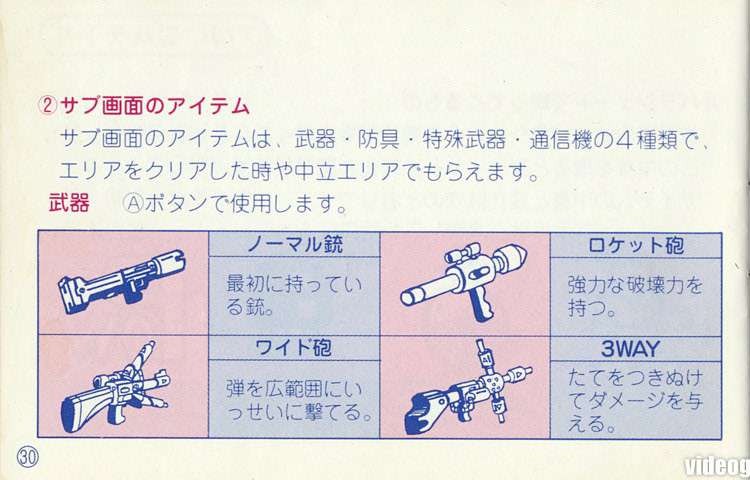 ②サブ画面のアイテム
サブ画面のアイテムは、武器・防具・特殊武器・通信機の4種類で、
エリアをクリアした時や中立エリアでもらえます。
武器 Ⓐボタンで使用します。
ノーマル銃
最初に持ってい
る銃。
ロケット砲
強力な破壊力を
持つ。
ワイド砲
弾を広範囲にい
っせいに撃てる。
3WAY
たてをつきぬけ
てダメージを与
える。
㉚
videog